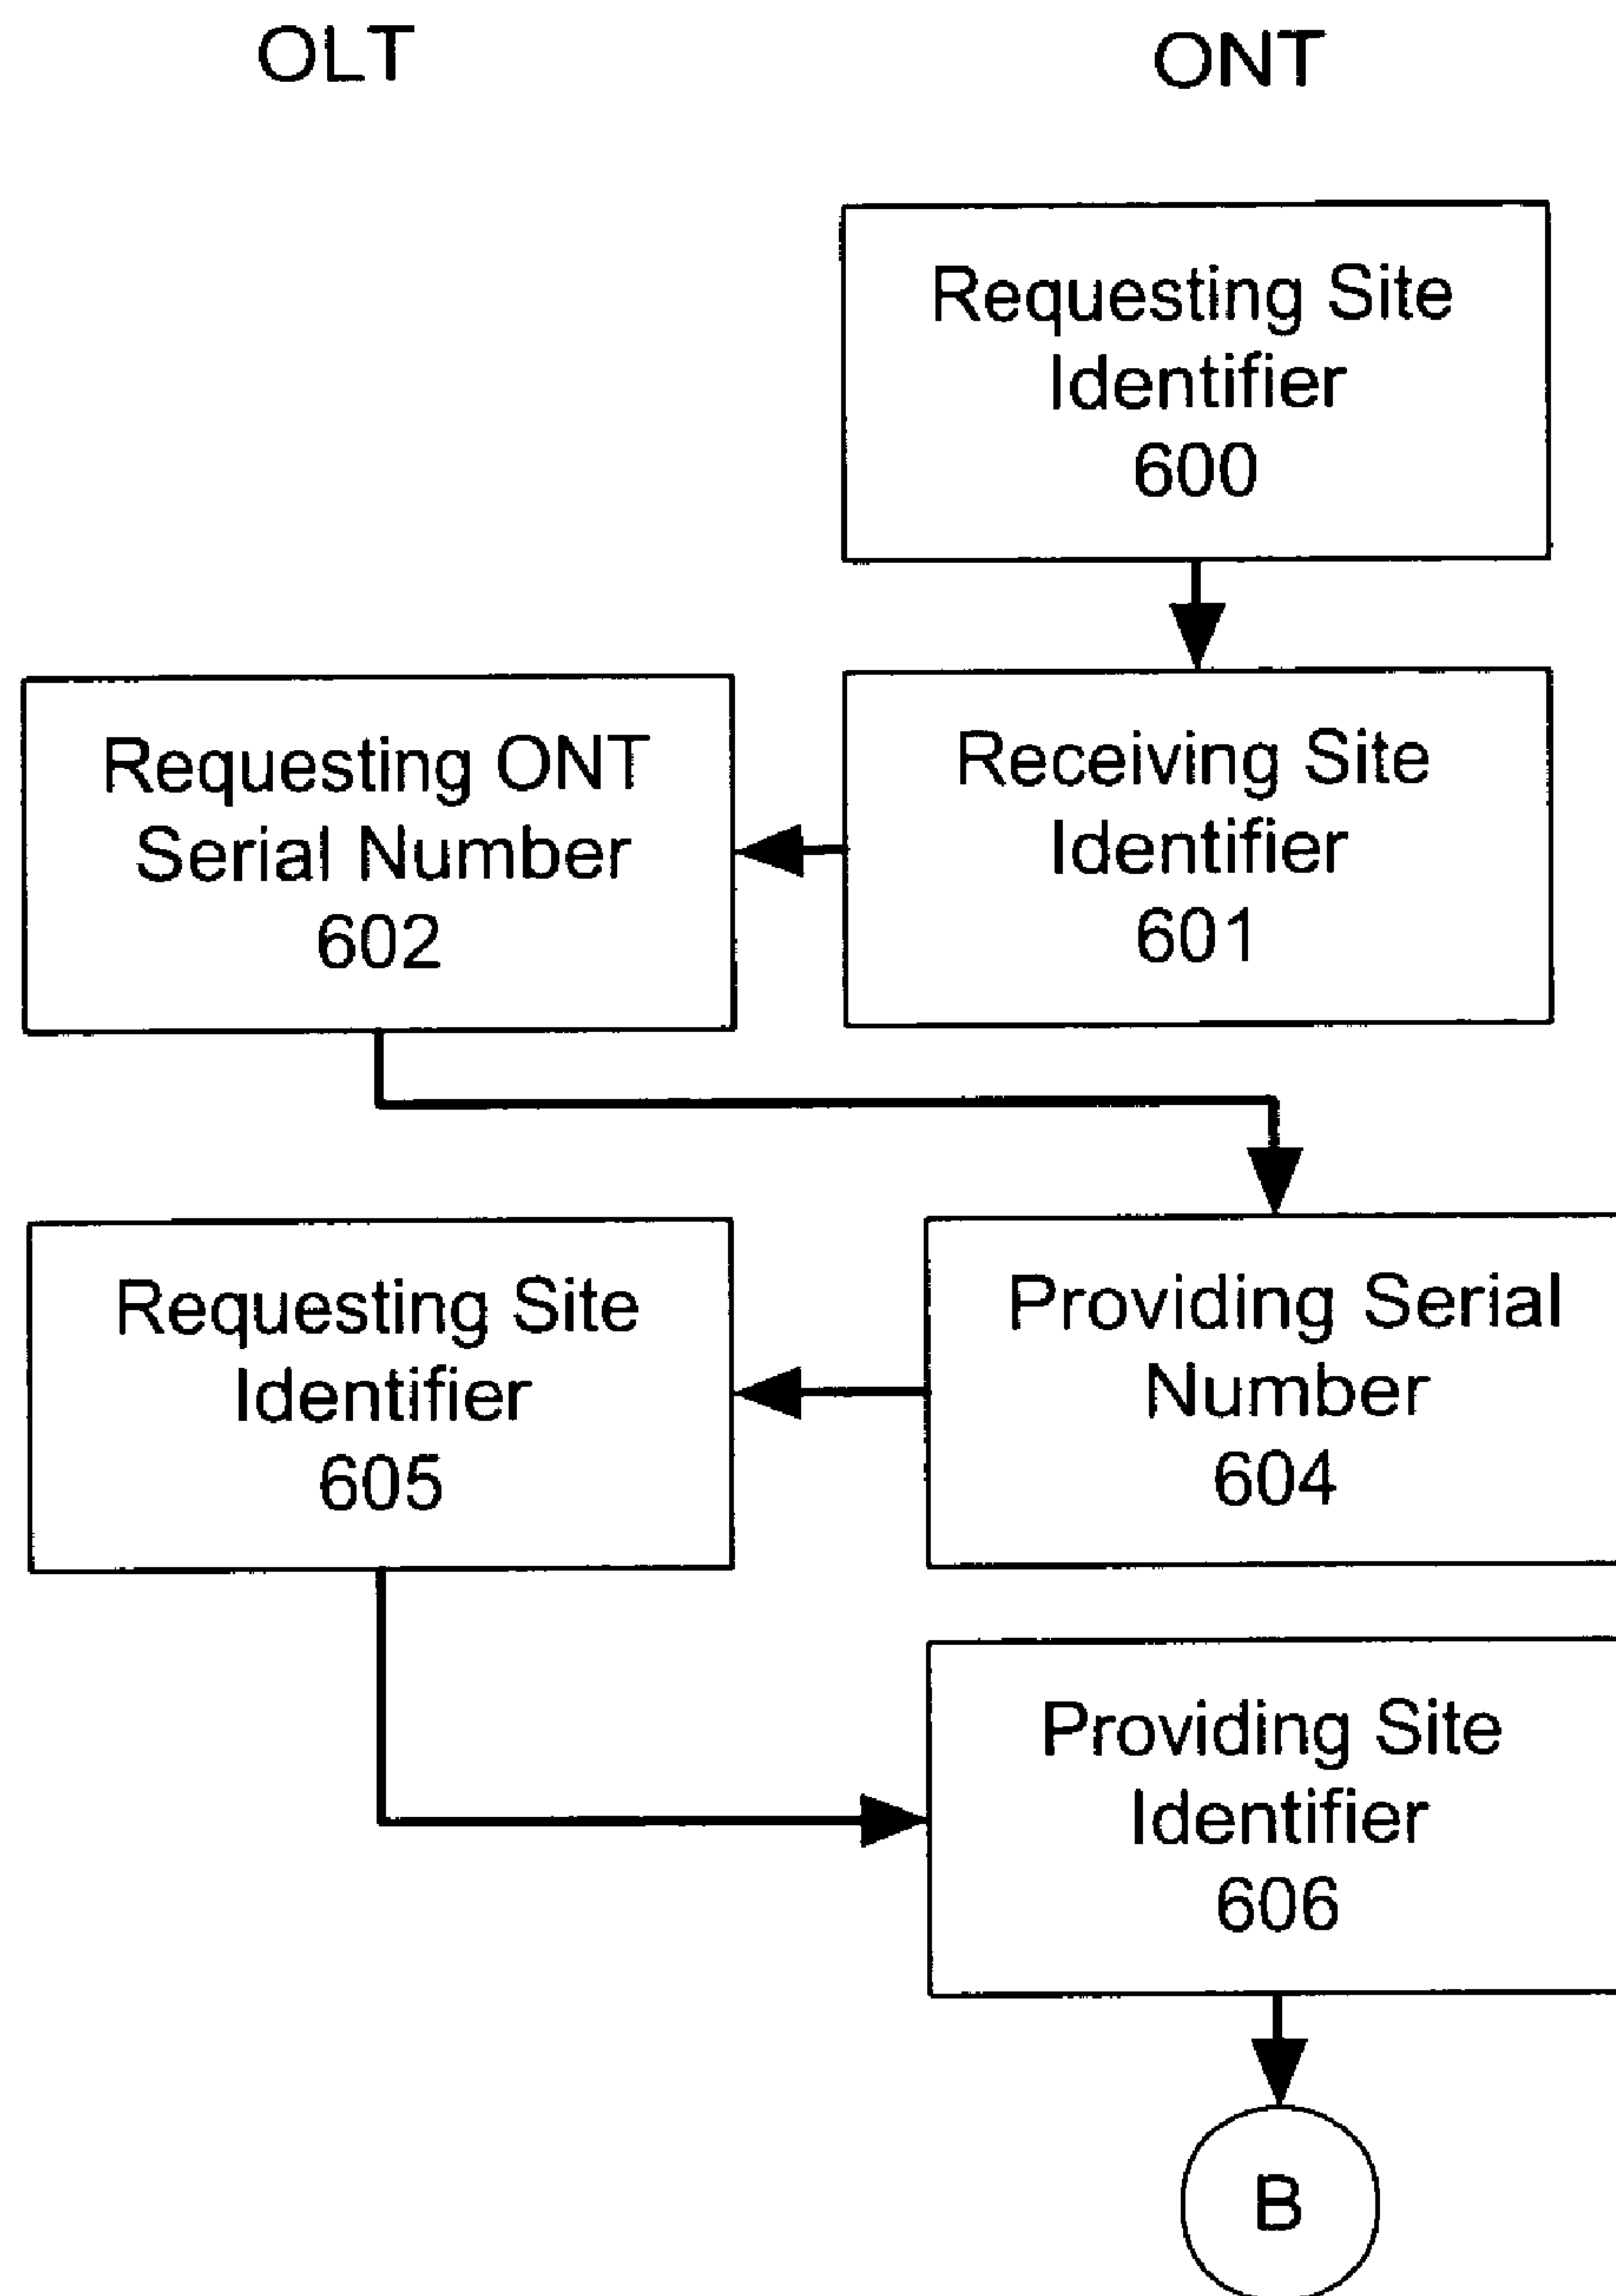 OLT
ONT
Requesting Site
Identifier
600
Receiving Site
Identifier
601
Requesting ONT
Serial Number
602
Providing Serial
Number
604
Requesting Site
Identifier
605
Providing Site
Identifier
606
B